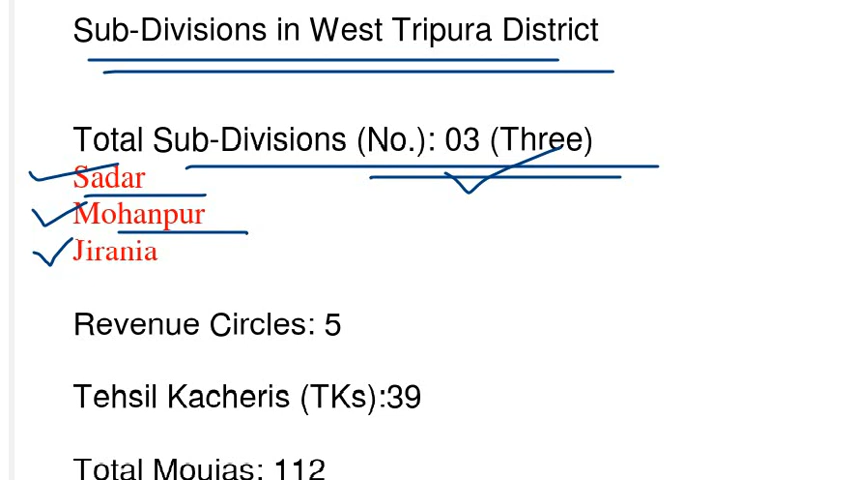 Sub-Divisions in West Tripura District
Total Sub-Divisions (No.): 03 (Three)
Sadar
Mohanpur
Jirania
Revenue Circles: 5
Tehsil Kacheris (TKs):39
Total Moujas: 112